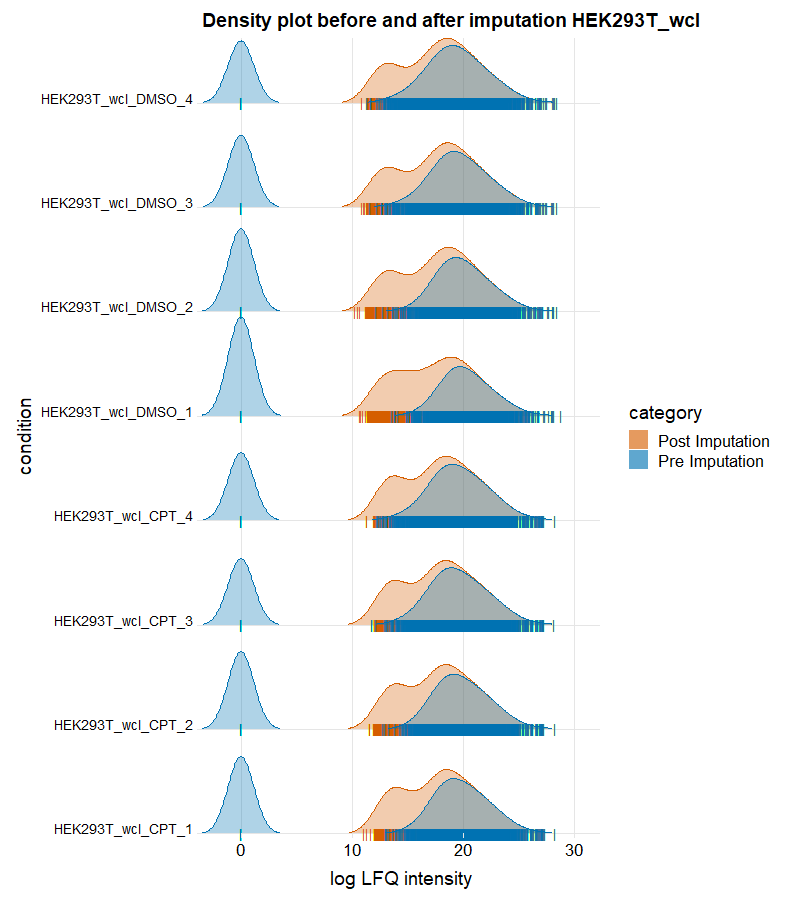 Density plot before and after imputation HEK293T_wcl
HEK293T_wcl_DMSO_4
HEK293T_wcl_DMSO_3
HEK293T_wcl_DMSO_2
HEK293T_wcl_DMSO_1
HEK293T_wcl_CPT_4
HEK293T_wcl_CPT_3
HEK293T_wcl_CPT_2
HEK293T_wcl_CPT_1
condition
0 10 20 30
log LFQ intensity
category
Post Imputation
Pre Imputation